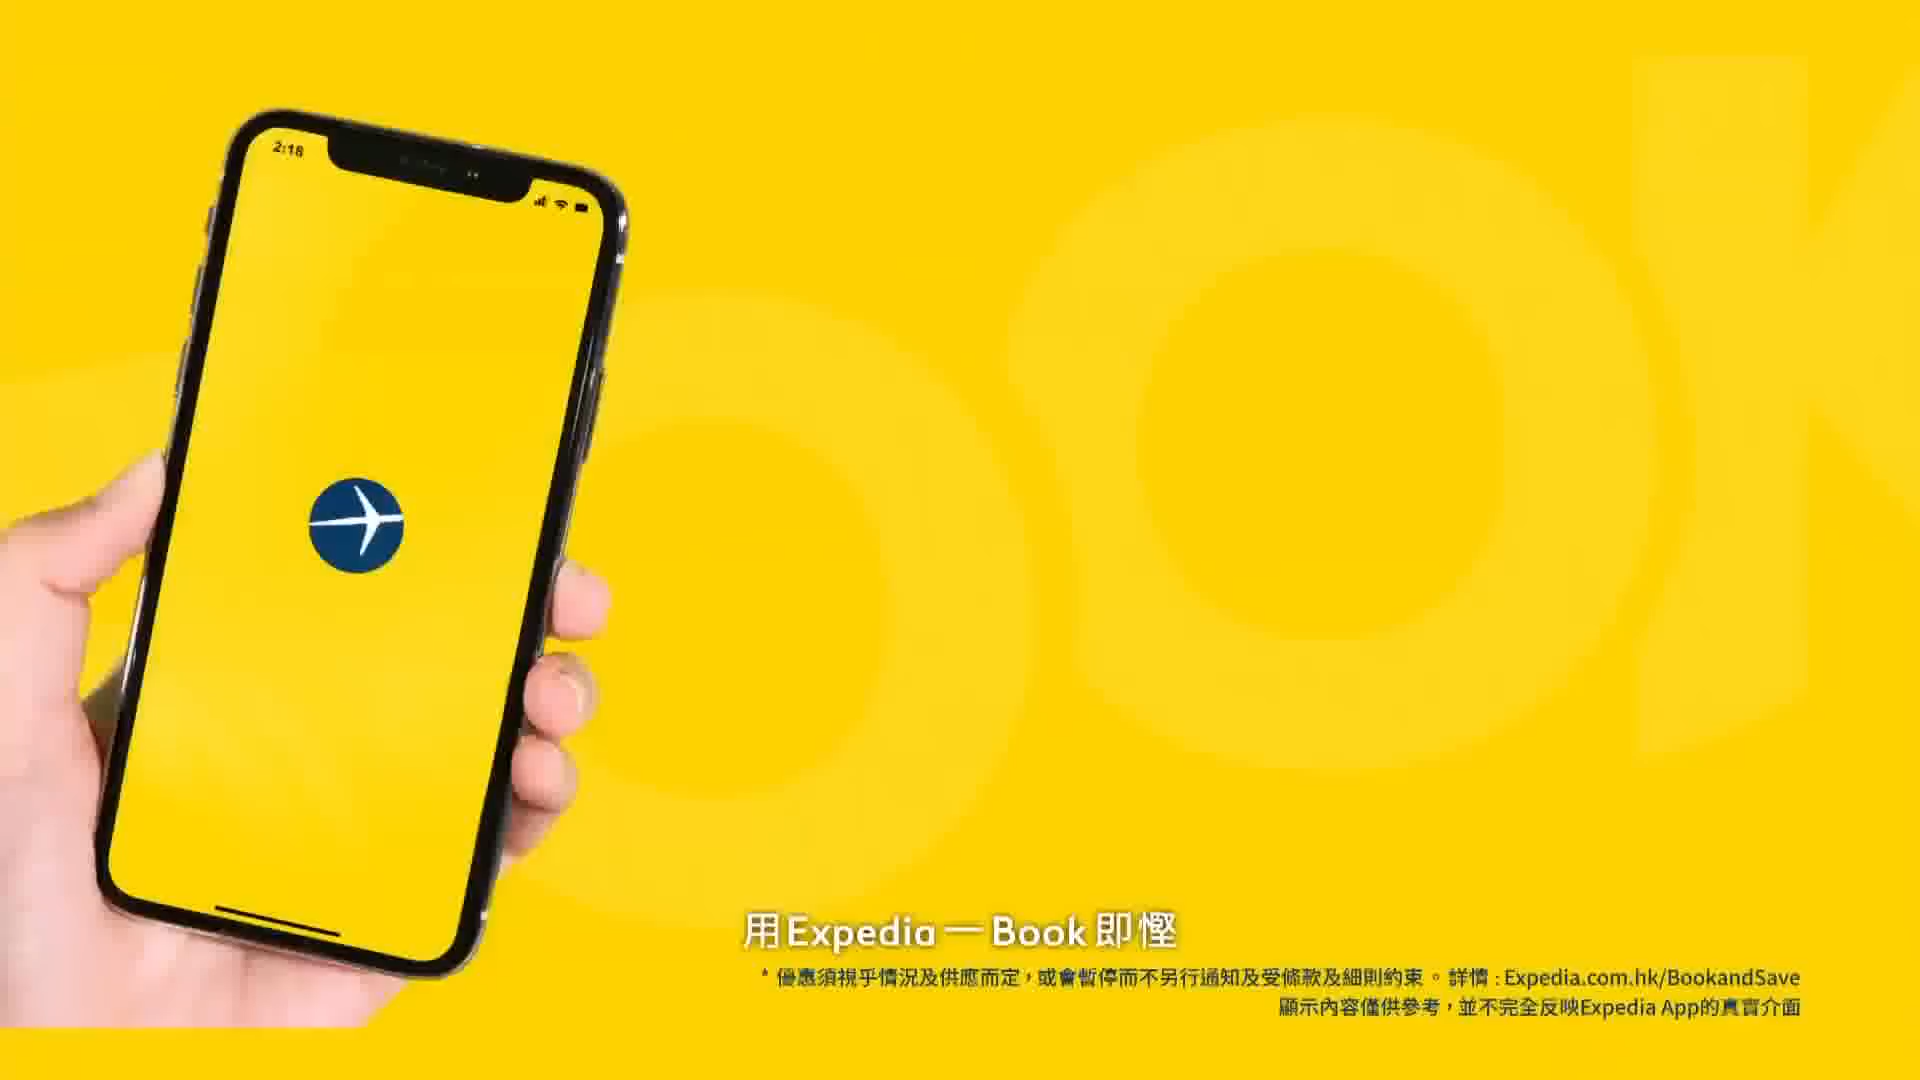 2:18
OOK
用Expedia一Book即慳
* 優惠須視乎情況及供應而定，或會暫停而不另行通知及受條款及細則約束。詳情 : Expedia.com.hk/BookandSave
顯示內容僅供參考，並不完全反映Expedia App的真實介面